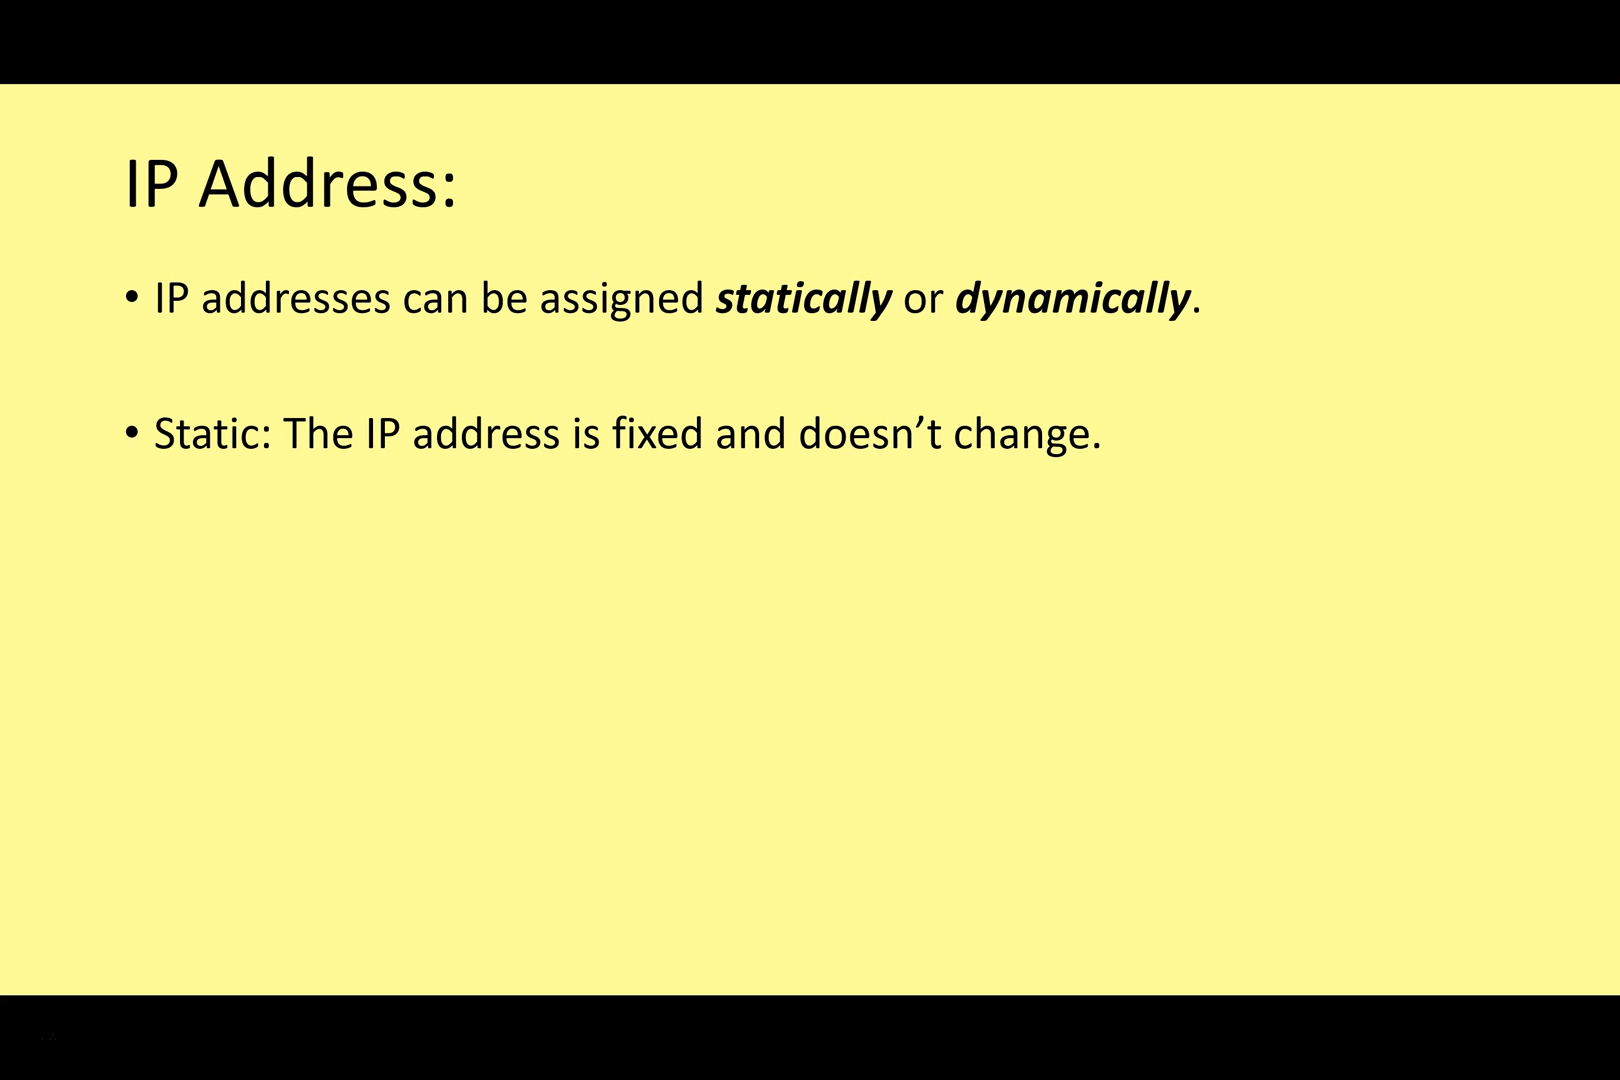 IP Address:
• IP addresses can be assigned statically or dynamically.
• Static: The IP address is fixed and doesn’t change.